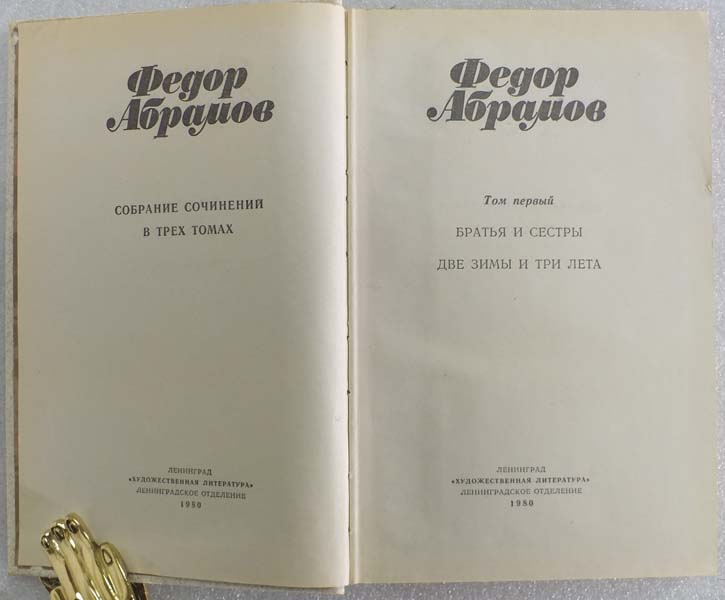 Федор
Абрамов
СОБРАНИЕ СОЧИНЕНИЙ
В ТРЕХ ТОМАХ
ЛЕНИНГРАД
«ХУДОЖЕСТВЕННАЯ ЛИТЕРАТУРА»
ЛЕНИНГРАДСКОЕ ОТДЕЛЕНИЕ
1980
Федор
Абрамов
Том первый
БРАТЬЯ И СЕСТРЫ
ДВЕ ЗИМЫ И ТРИ ЛЕТА
ЛЕНИНГРАД
«ХУДОЖЕСТВЕННАЯ ЛИТЕРАТУРА»
ЛЕНИНГРАДСКОЕ ОТДЕЛЕНИЕ
1980